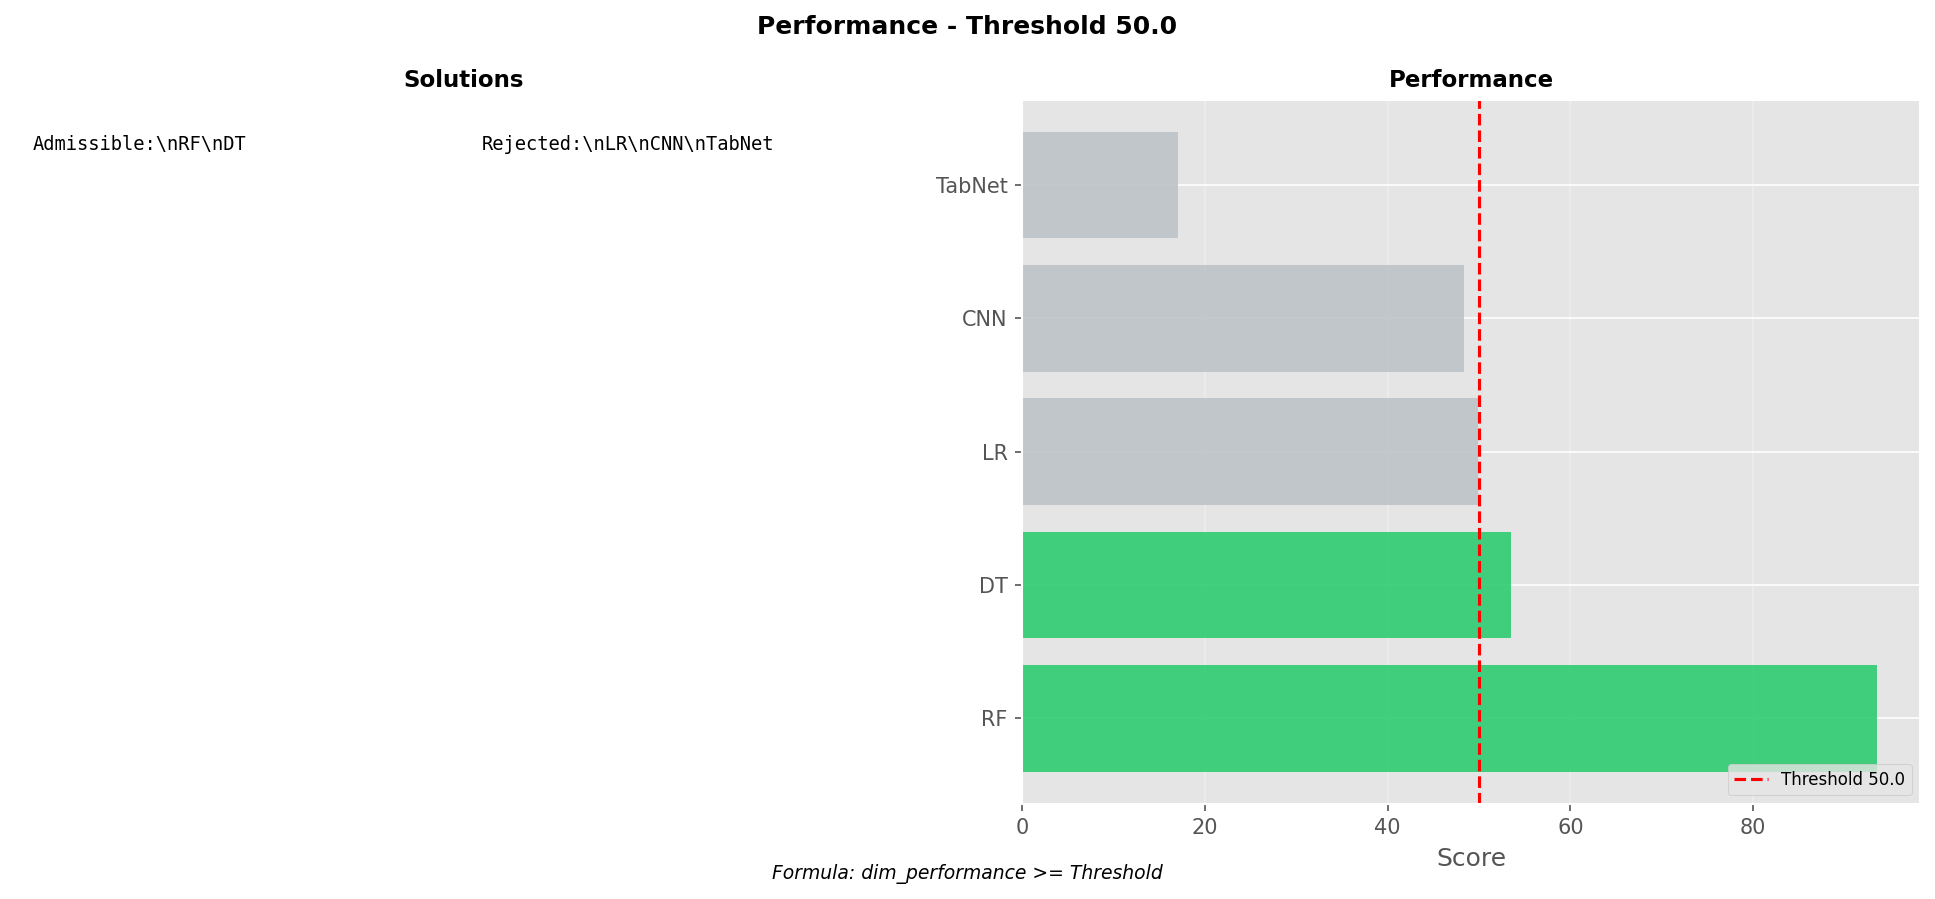 Performance - Threshold 50.0
Solutions
Admissible:\nRF\nDT
Rejected:\nLR\nCNN\nTabNet
Performance
TabNet
CNN
LR
DT
RF
Threshold 50.0
0 20 40 60 80
Score
Formula: dim_performance >= Threshold